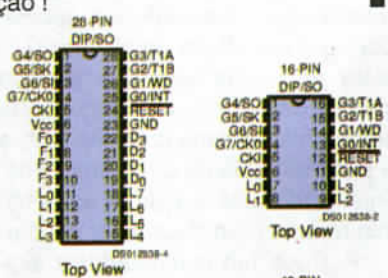 ção !
28-PIN
DIP/SO
G4/SO 1 28 G3/T1A
G5/SK 2 27 G2/T1B
G6/SI 3 26 G1/WD
G7/CKO 4 25 G0/INT
CKI 5 24 RESET
Vcc 6 23 GND
F0 7 22 D3
F1 8 21 D2
F2 9 20 D1
F3 10 19 D0
L0 11 18 L7
L1 12 17 L6
L2 13 16 L5
L3 14 15 L4
DS012838-4
Top View
16-PIN
DIP/SO
G4/SO 1 16 G3/T1A
G5/SK 2 15 G2/T1B
G6/SI 3 14 G1/WD
G7/CKO 4 13 G0/INT
CKI 5 12 RESET
Vcc 6 11 GND
L0 7 10 L3
L1 8 9 L2
DS012838-2
Top View